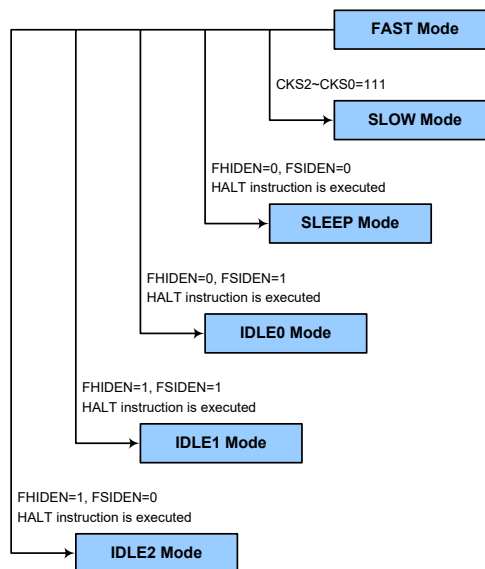 FAST Mode
CKS2~CKS0=111
SLOW Mode
FHIDEN=0, FSIDEN=0
HALT instruction is executed
SLEEP Mode
FHIDEN=0, FSIDEN=1
HALT instruction is executed
IDLE0 Mode
FHIDEN=1, FSIDEN=1
HALT instruction is executed
IDLE1 Mode
FHIDEN=1, FSIDEN=0
HALT instruction is executed
IDLE2 Mode